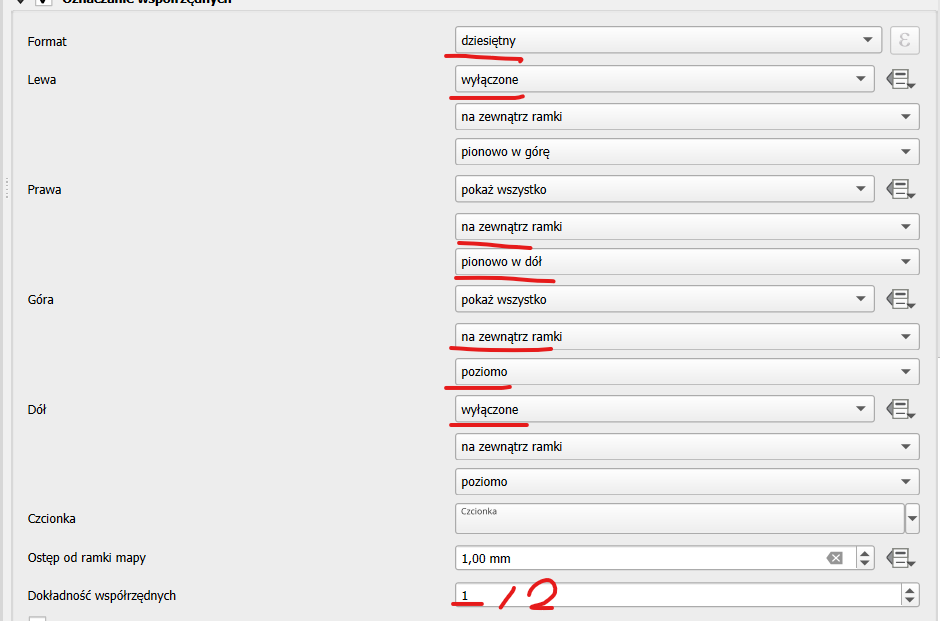 Oznaczanie współrzędnych
Format dziesiętny ε
Lewa wyłączone
na zewnątrz ramki
pionowo w górę
Prawa pokaż wszystko
na zewnątrz ramki
pionowo w dół
Góra pokaż wszystko
na zewnątrz ramki
poziomo
Dół wyłączone
na zewnątrz ramki
poziomo
Czcionka Czcionka
Ostęp od ramki mapy 1,00 mm
Dokładność współrzędnych 1 / 2